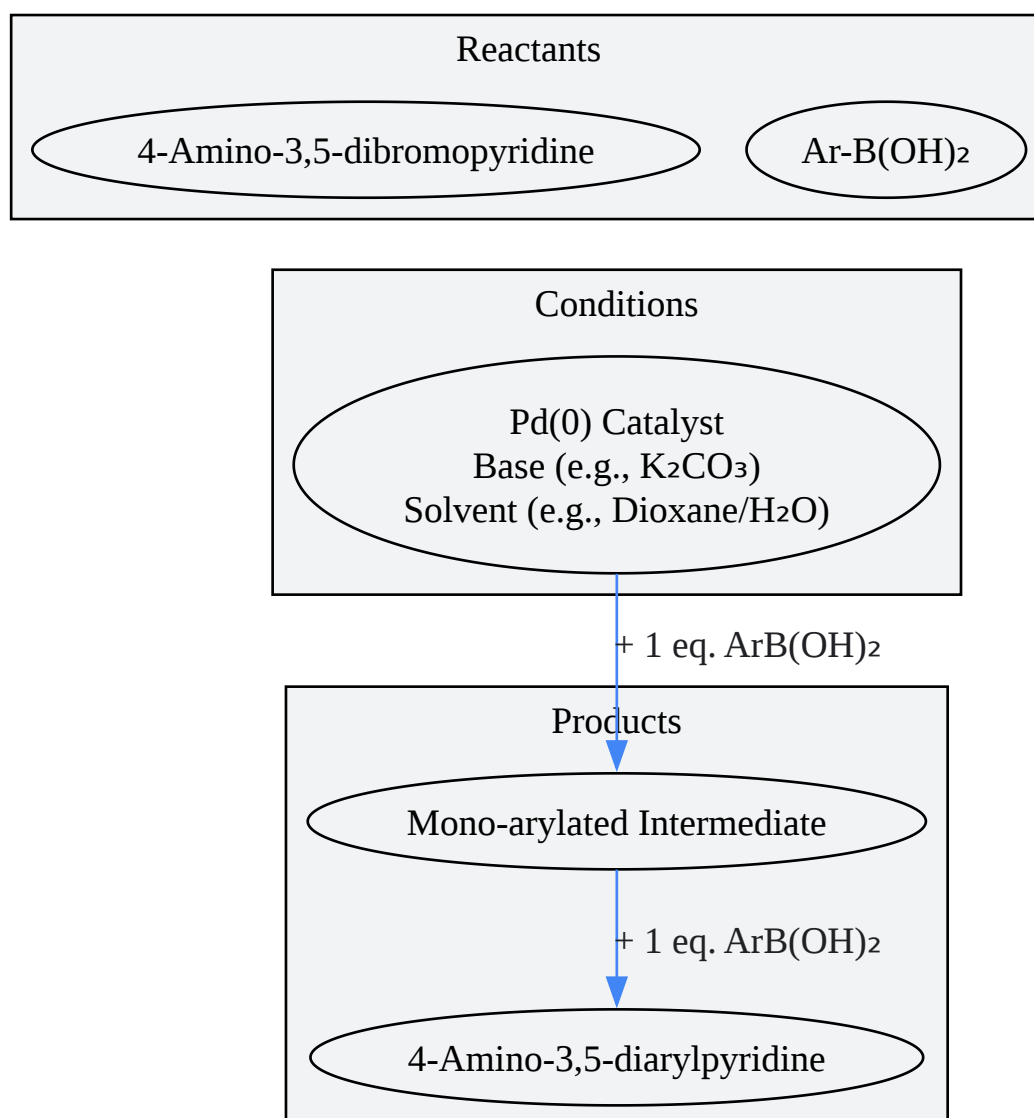 Reactants
4-Amino-3,5-dibromopyridine
Ar-B(OH)₂
Conditions
Pd(0) Catalyst
Base (e.g., K₂CO₃)
Solvent (e.g., Dioxane/H₂O)
+ 1 eq. ArB(OH)₂
Products
Mono-arylated Intermediate
+ 1 eq. ArB(OH)₂
4-Amino-3,5-diarylpyridine